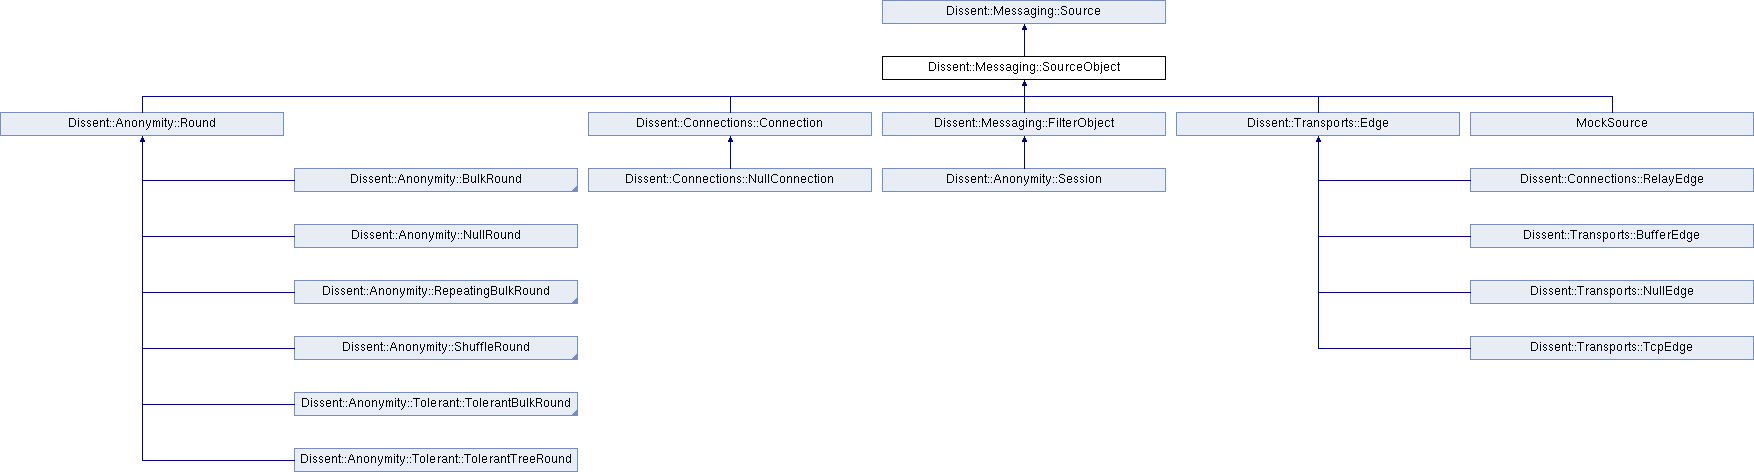 Dissent::Messaging::Source
Dissent::Messaging::SourceObject
Dissent::Anonymity::Round
Dissent::Connections::Connection
Dissent::Messaging::FilterObject
Dissent::Transports::Edge
MockSource
Dissent::Anonymity::BulkRound
Dissent::Connections::NullConnection
Dissent::Anonymity::Session
Dissent::Connections::RelayEdge
Dissent::Anonymity::NullRound
Dissent::Transports::BufferEdge
Dissent::Anonymity::RepeatingBulkRound
Dissent::Transports::NullEdge
Dissent::Anonymity::ShuffleRound
Dissent::Transports::TcpEdge
Dissent::Anonymity::Tolerant::TolerantBulkRound
Dissent::Anonymity::Tolerant::TolerantTreeRound